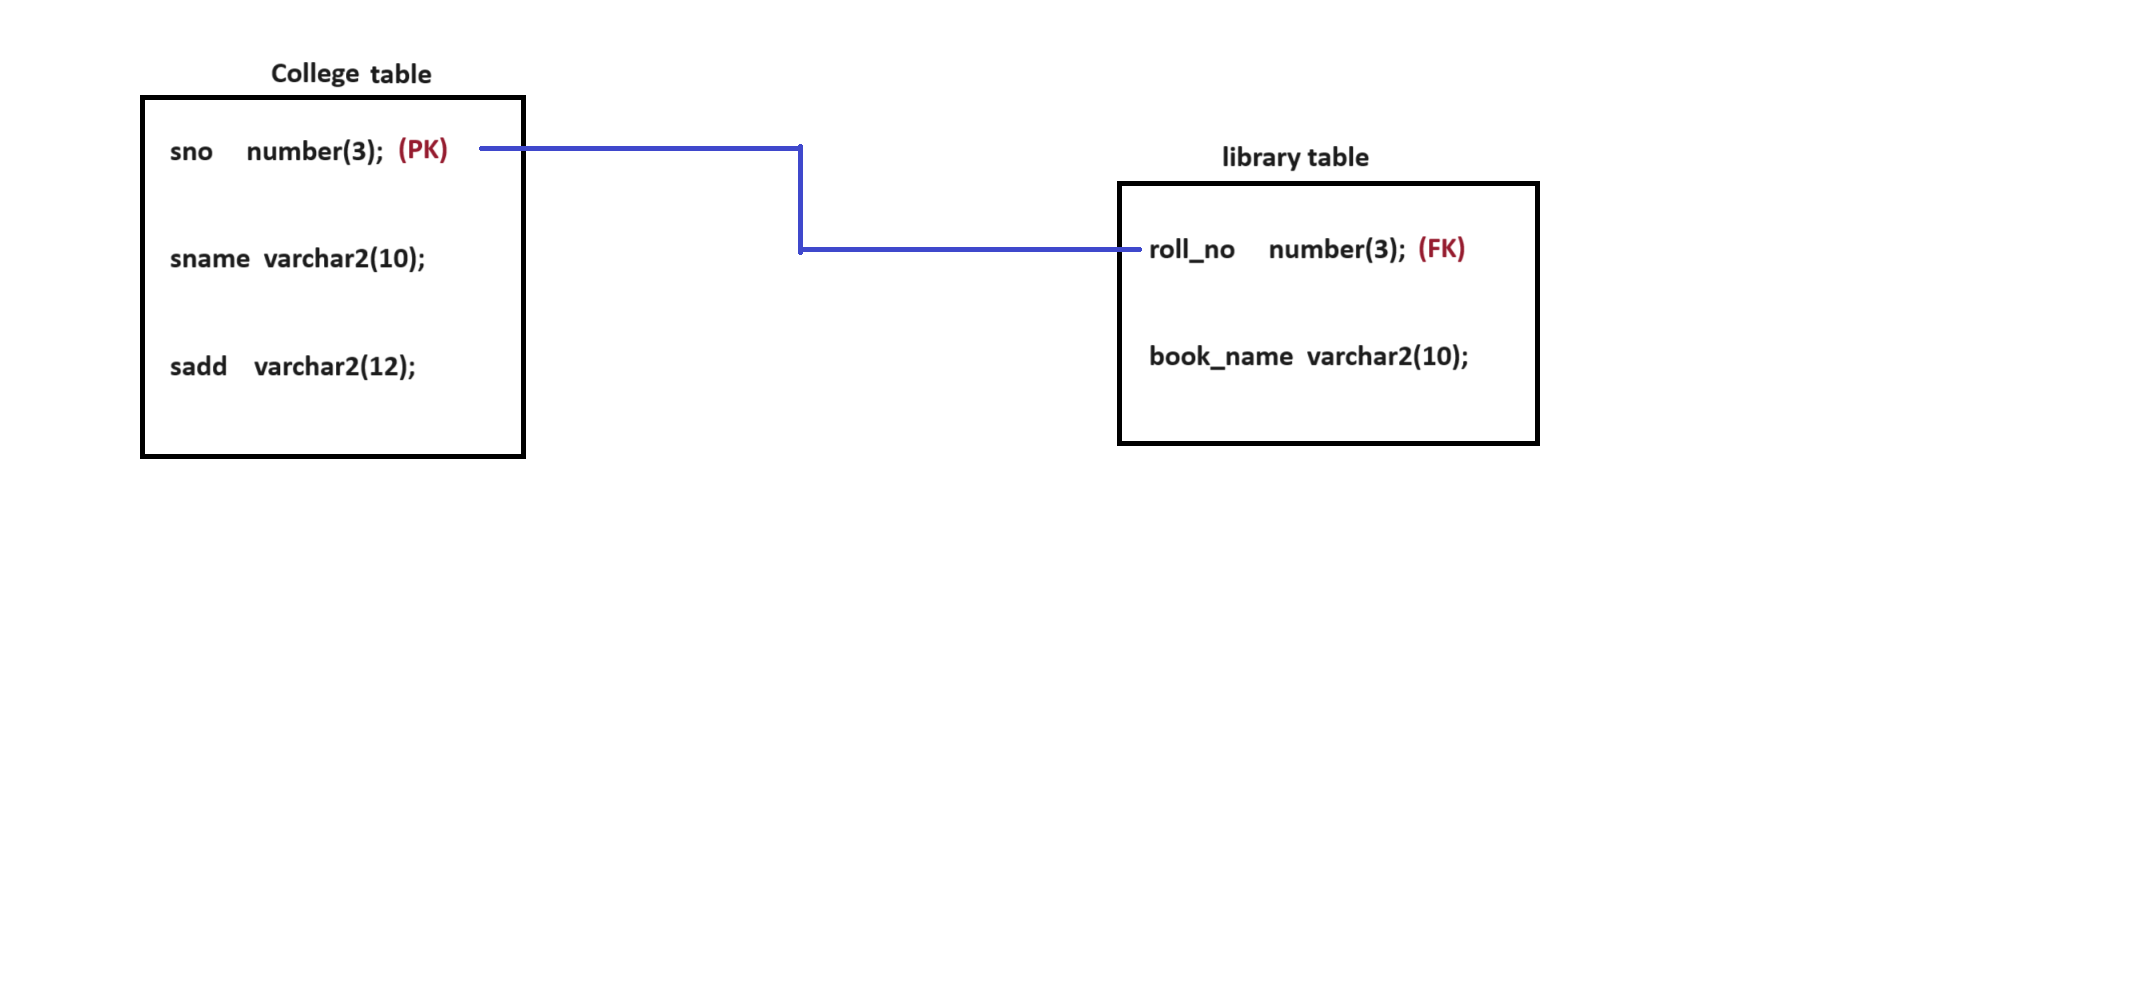 College table
sno number(3); (PK)
sname varchar2(10);
sadd varchar2(12);
library table
roll_no number(3); (FK)
book_name varchar2(10);